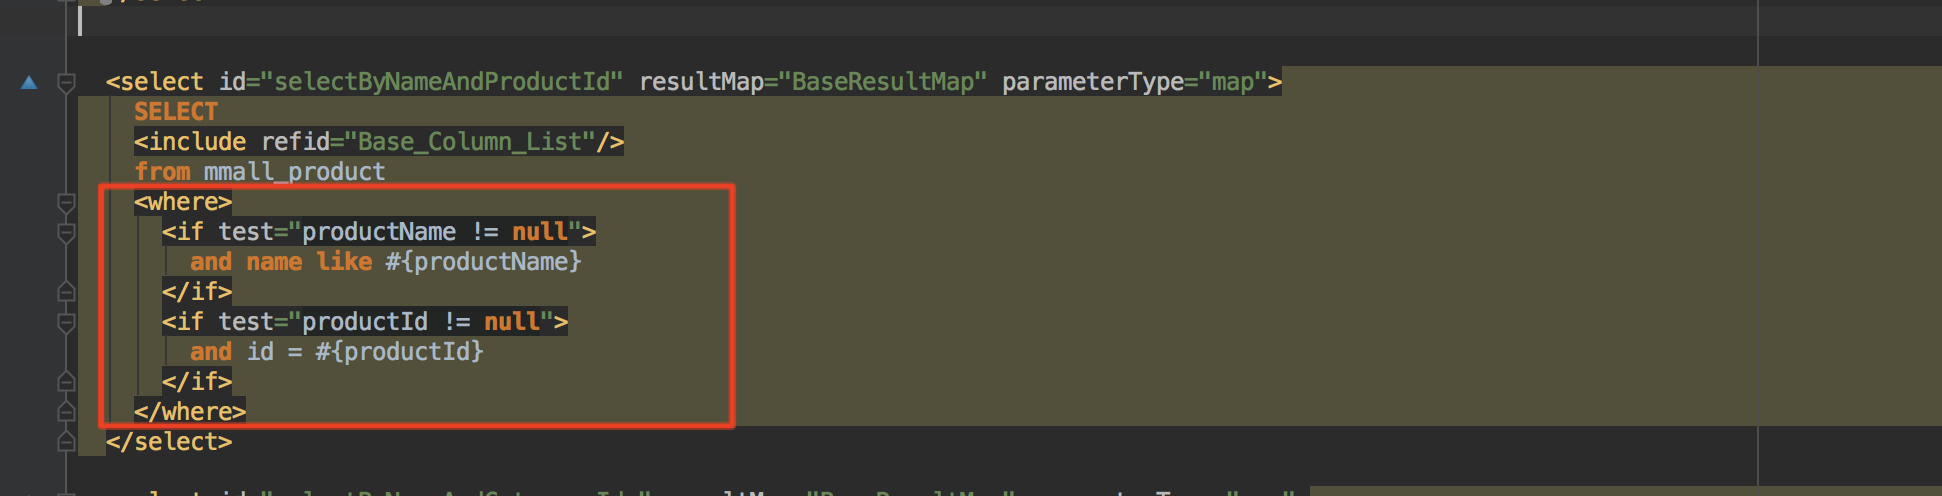 <select id="selectByNameAndProductId" resultMap="BaseResultMap" parameterType="map">
SELECT
<include refid="Base_Column_List"/>
from mmall_product
<where>
<if test="productName != null">
and name like #{productName}
</if>
<if test="productId != null">
and id = #{productId}
</if>
</where>
</select>